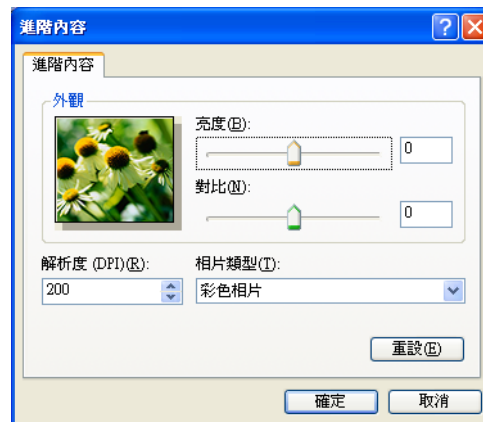 進階內容
進階內容
外觀
亮度(B):
0
對比(N):
0
解析度 (DPI)(R):
相片類型(T):
200
彩色相片
重設(E)
確定
取消